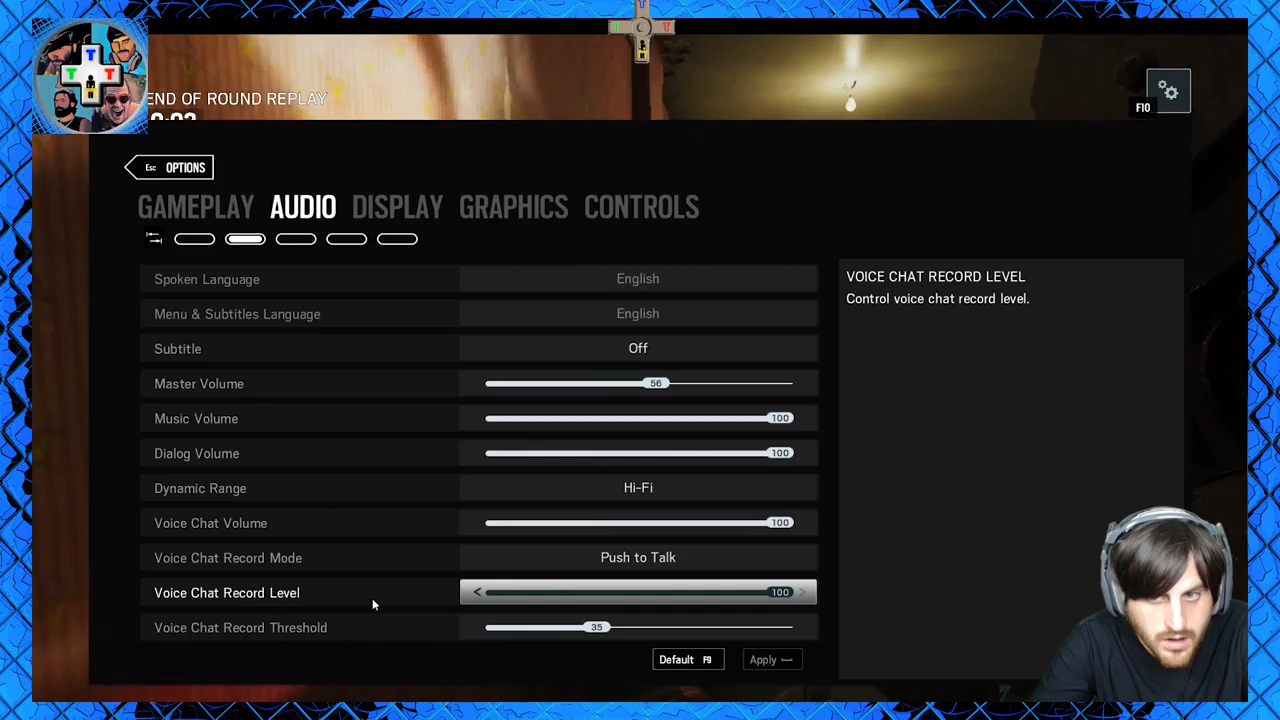 T
T T
T
T T
END OF ROUND REPLAY
F10
Esc OPTIONS
GAMEPLAY AUDIO DISPLAY GRAPHICS CONTROLS
Spoken Language English
Menu & Subtitles Language English
Subtitle Off
Master Volume 56
Music Volume 100
Dialog Volume 100
Dynamic Range Hi-Fi
Voice Chat Volume 100
Voice Chat Record Mode Push to Talk
Voice Chat Record Level < 100 >
Voice Chat Record Threshold 35
Default F9 Apply
VOICE CHAT RECORD LEVEL
Control voice chat record level.